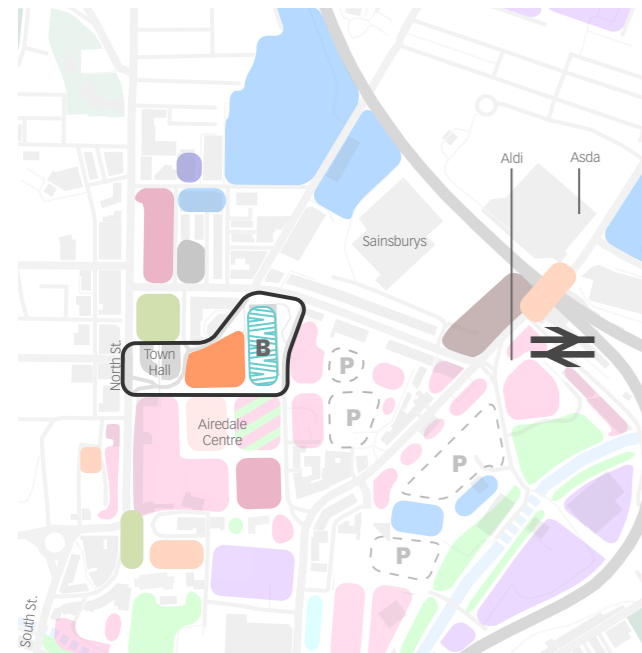 Aldi
Asda
Sainsburys
B
North St.
Town
Hall
P
P
Airedale
Centre
P
P
South St.